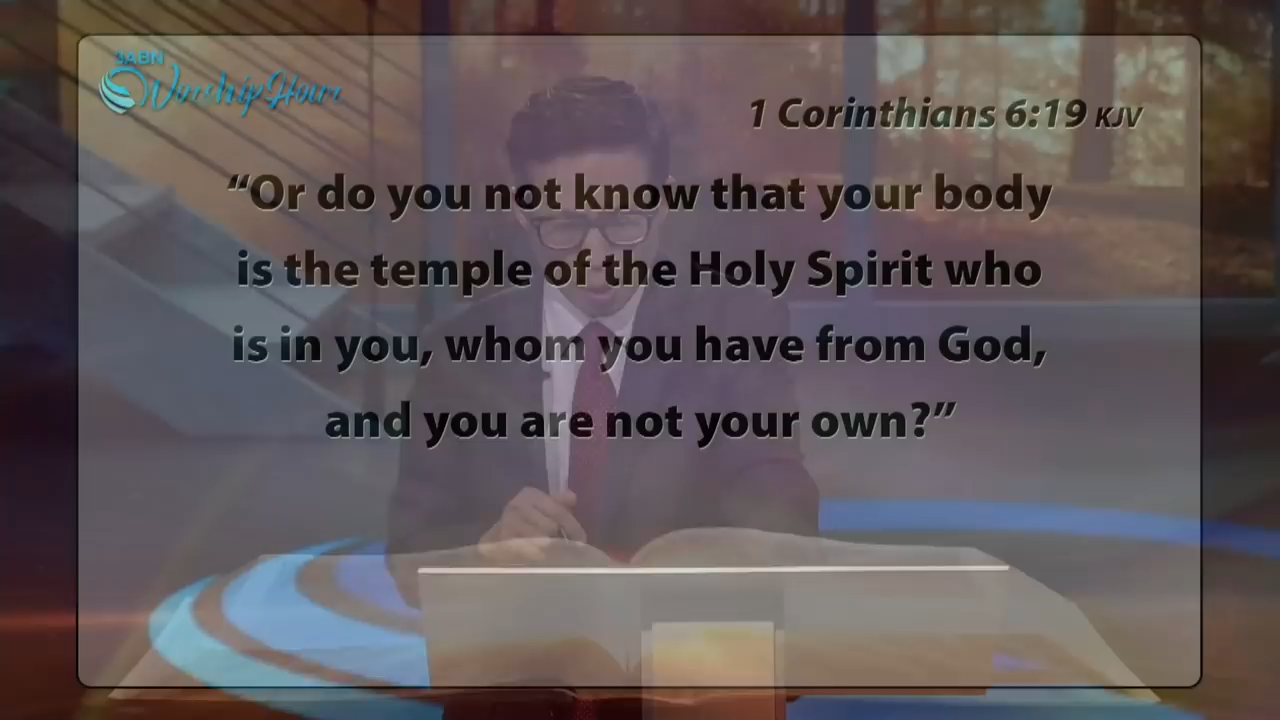 3ABN
Worship Hour
1 Corinthians 6:19 KJV
“Or do you not know that your body
is the temple of the Holy Spirit who
is in you, whom you have from God,
and you are not your own?”